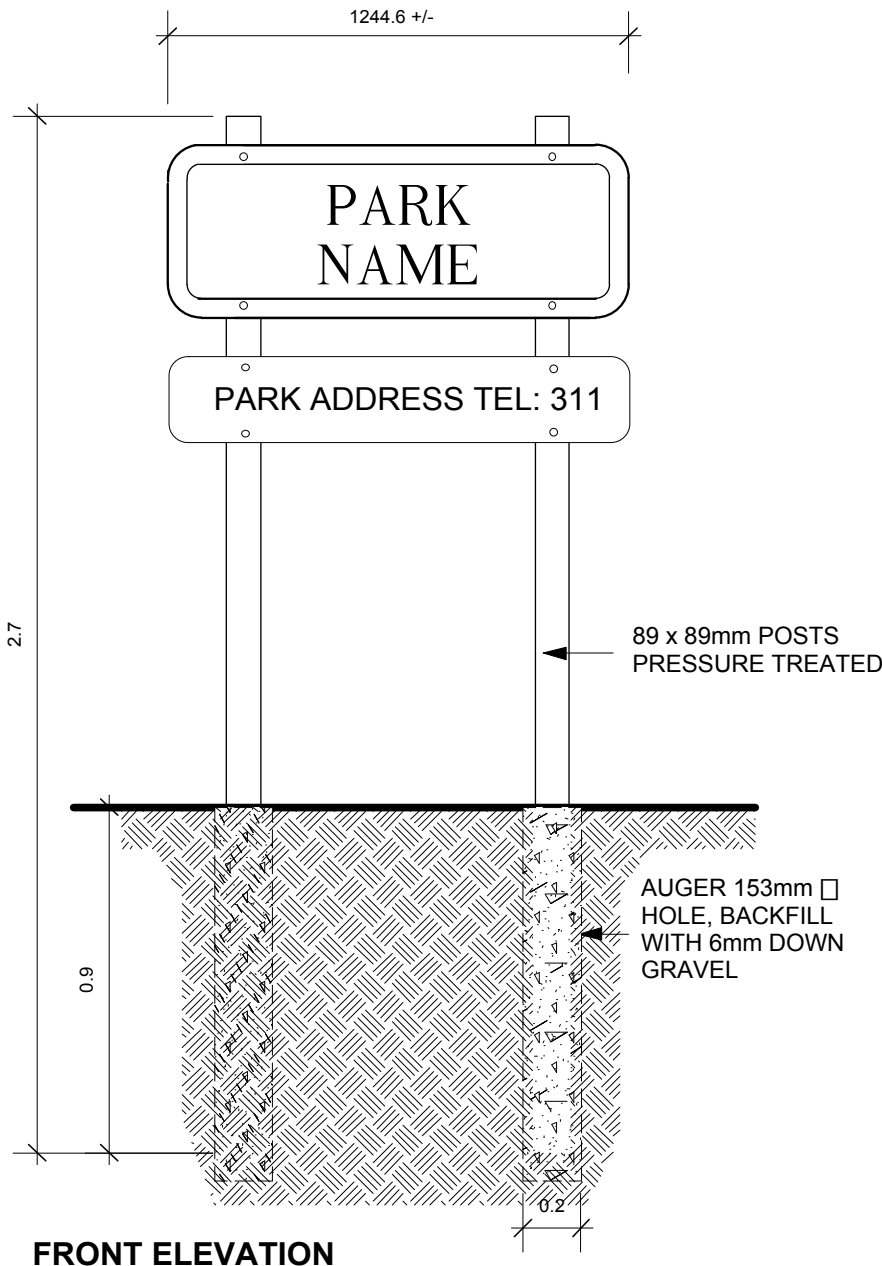 1244.6 +/-
PARK
NAME
PARK ADDRESS TEL: 311
2.7
89 x 89mm POSTS
PRESSURE TREATED
AUGER 153mm □
HOLE, BACKFILL
WITH 6mm DOWN
GRAVEL
0.9
0.2
FRONT ELEVATION